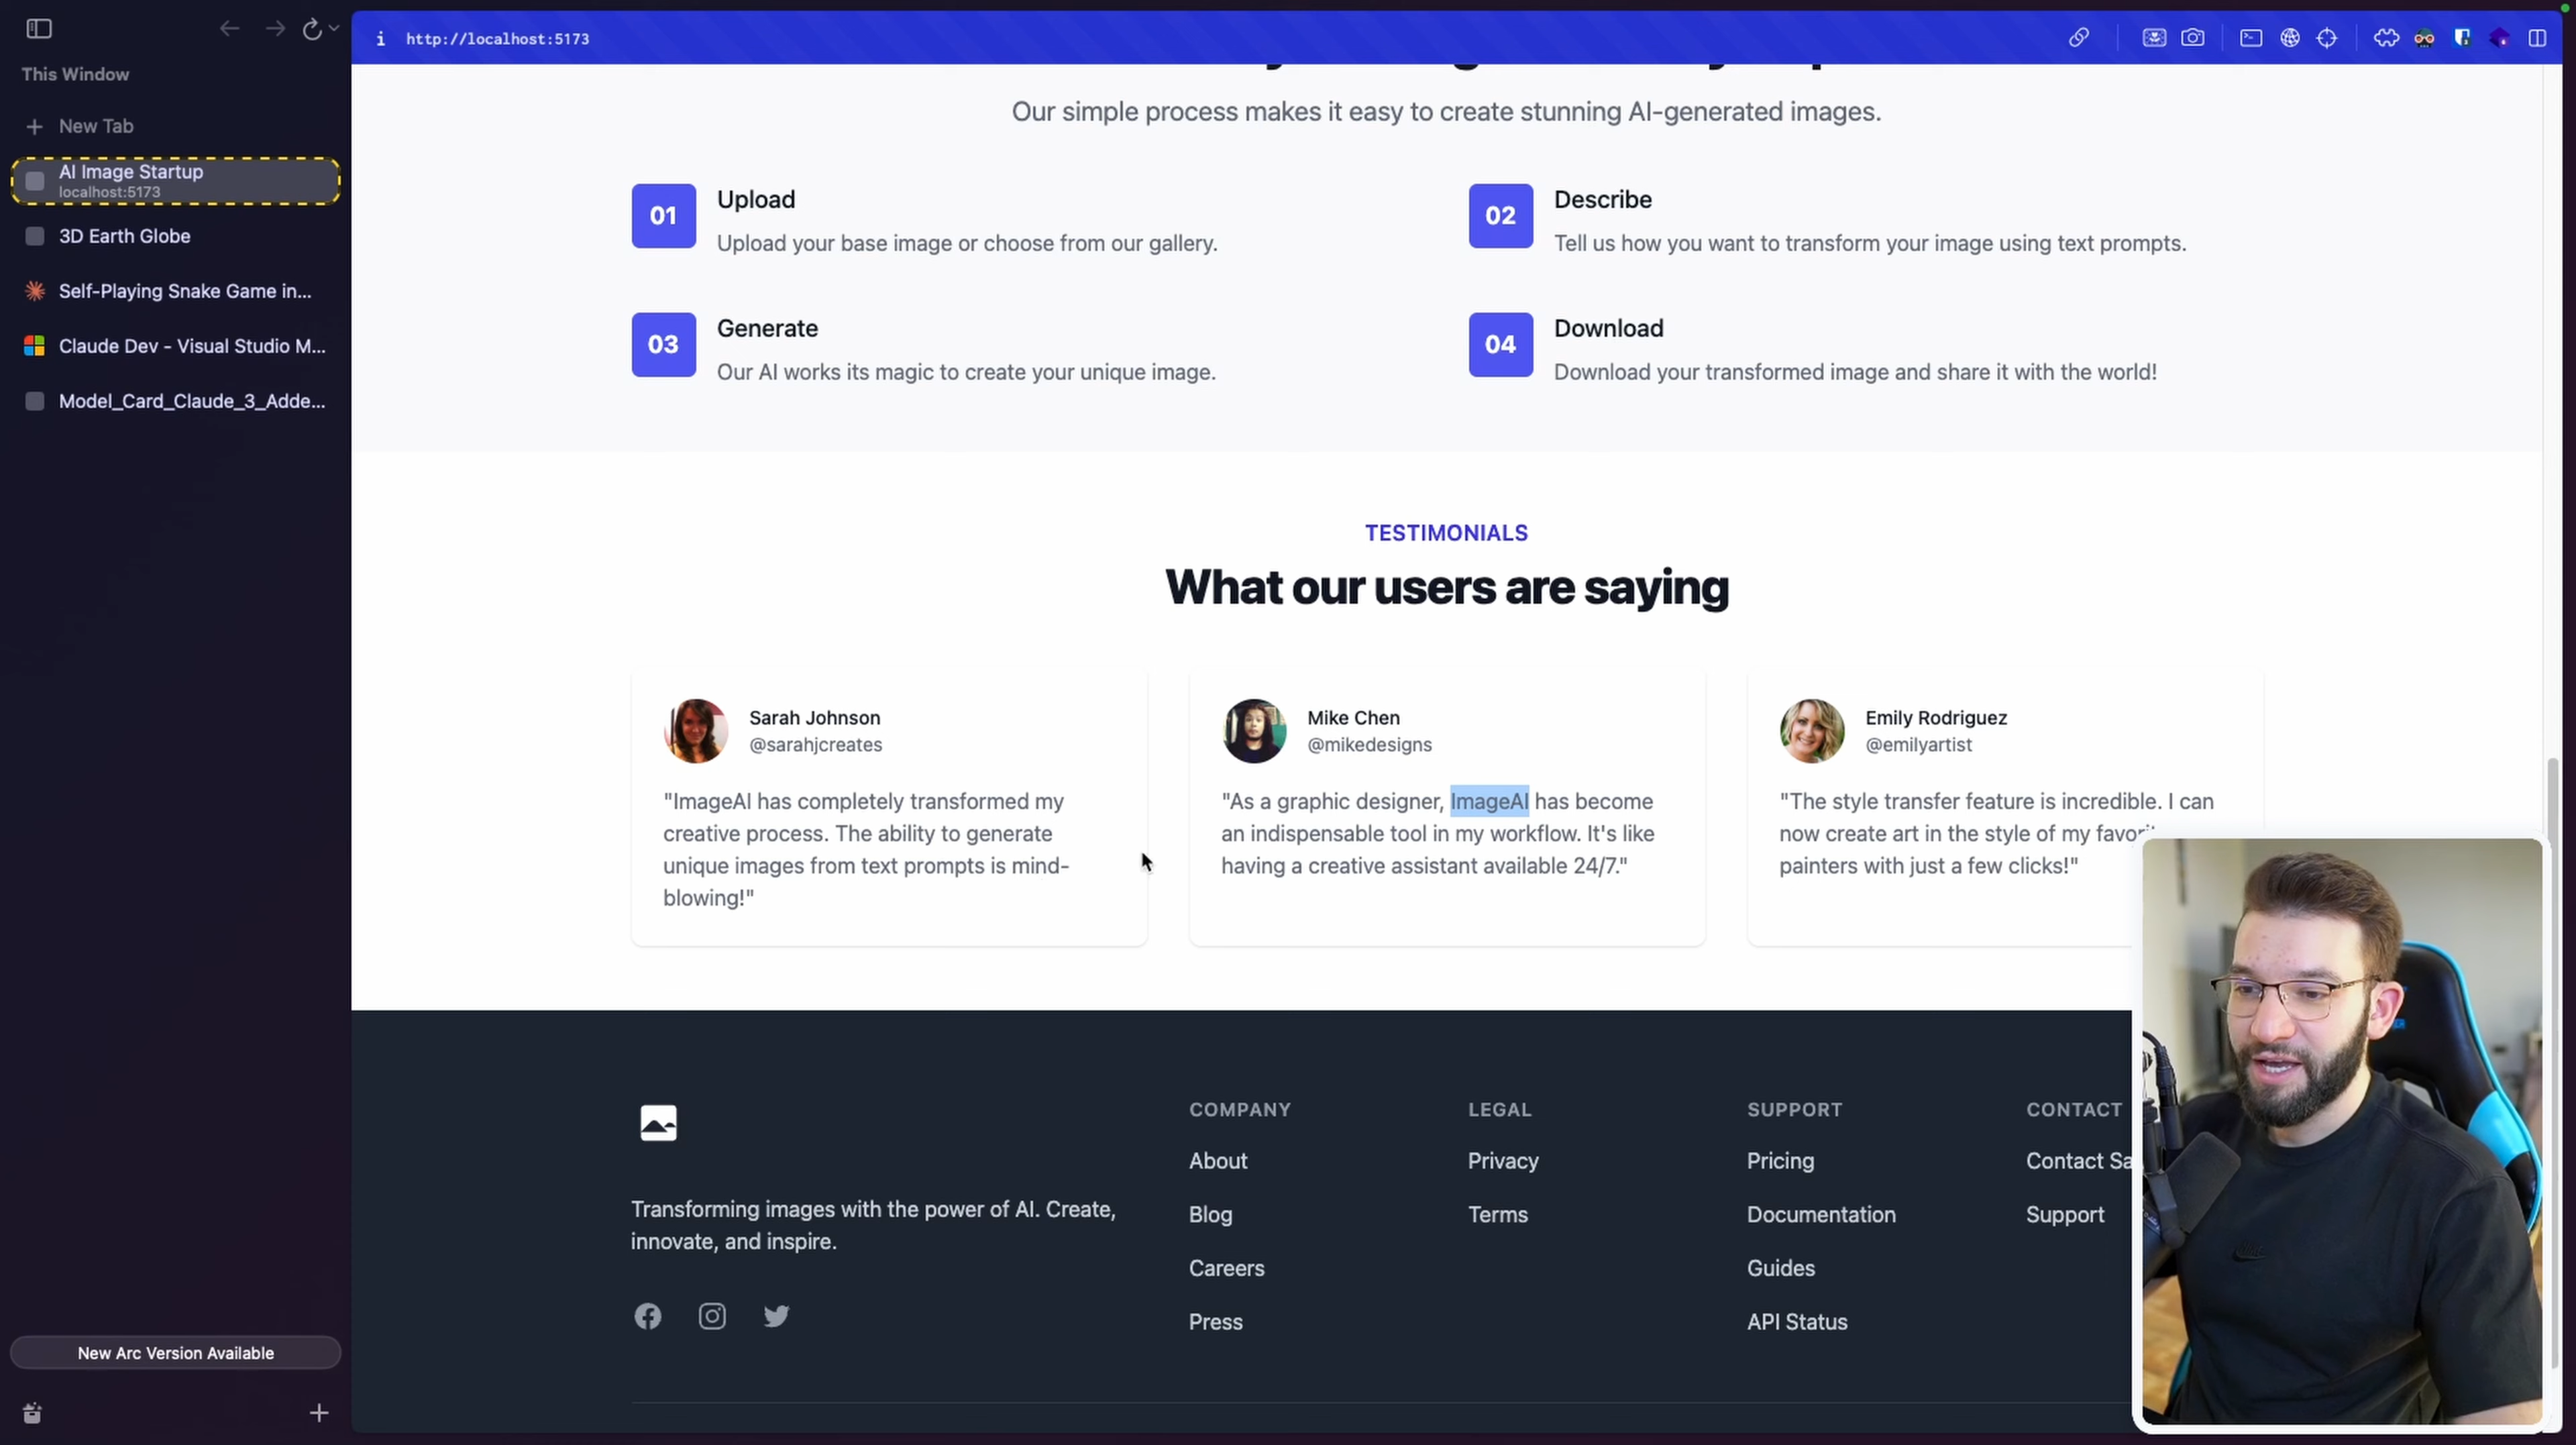 This Window
New Tab
AI Image Startup
localhost:5173
3D Earth Globe
Self-Playing Snake Game in...
Claude Dev - Visual Studio M...
Model_Card_Claude_3_Adde...
New Arc Version Available
http://localhost:5173
Our simple process makes it easy to create stunning AI-generated images.
01
Upload
Upload your base image or choose from our gallery.
02
Describe
Tell us how you want to transform your image using text prompts.
03
Generate
Our AI works its magic to create your unique image.
04
Download
Download your transformed image and share it with the world!
TESTIMONIALS
What our users are saying
Sarah Johnson
@sarahjcreates
"ImageAI has completely transformed my
creative process. The ability to generate
unique images from text prompts is mind-
blowing!"
Mike Chen
@mikedesigns
"As a graphic designer, ImageAI has become
an indispensable tool in my workflow. It's like
having a creative assistant available 24/7."
Emily Rodriguez
@emilyartist
"The style transfer feature is incredible. I can
now create art in the style of my
painters with just a few clicks!"
Transforming images with the power of AI. Create,
innovate, and inspire.
COMPANY
About
Blog
Careers
Press
LEGAL
Privacy
Terms
SUPPORT
Pricing
Documentation
Guides
API Status
CONTACT
Contact
Support